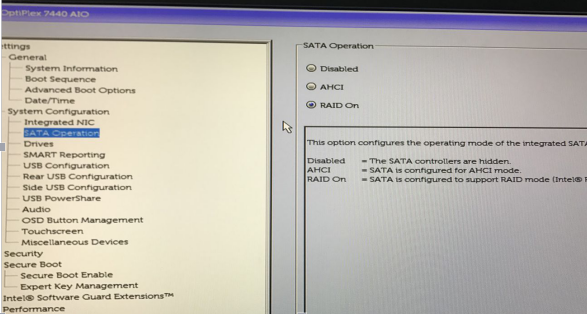 OptiPlex 7440 AIO
ettings
General
System Information
Boot Sequence
Advanced Boot Options
Date/Time
System Configuration
Integrated NIC
SATA Operation
Drives
SMART Reporting
USB Configuration
Rear USB Configuration
Side USB Configuration
USB PowerShare
Audio
OSD Button Management
Touchscreen
Miscellaneous Devices
Security
Secure Boot
Secure Boot Enable
Expert Key Management
Intel® Software Guard Extensions™
Performance
SATA Operation
Disabled
AHCI
RAID On
This option configures the operating mode of the integrated SATA
Disabled = The SATA controllers are hidden.
AHCI = SATA is configured for AHCI mode.
RAID On = SATA is configured to support RAID mode (Intel®